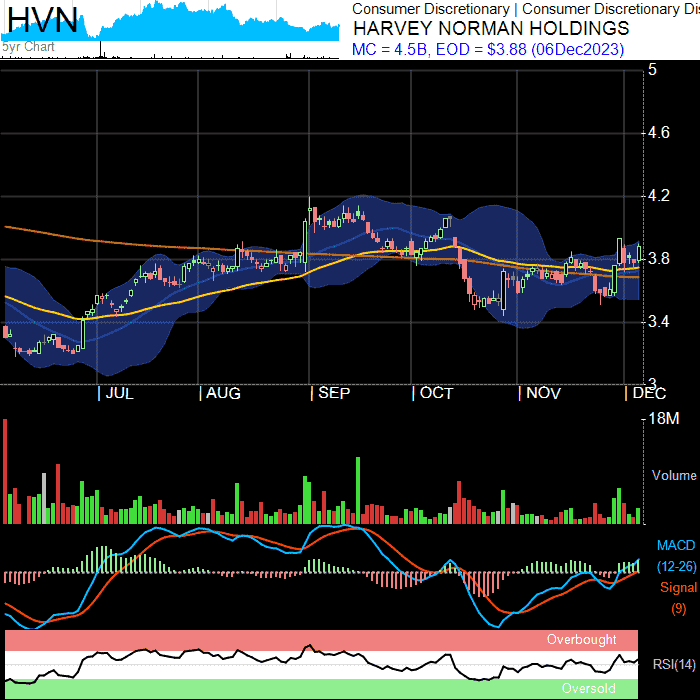 HVN
5yr Chart
Consumer Discretionary | Consumer Discretionary Dis
HARVEY NORMAN HOLDINGS
MC = 4.5B, EOD = $3.88 (06Dec2023)
5
4.6
4.2
3.8
3.4
3
| JUL | AUG | SEP | OCT | NOV | DEC
18M
Volume
MACD
(12-26)
Signal
(9)
Overbought
RSI(14)
Oversold